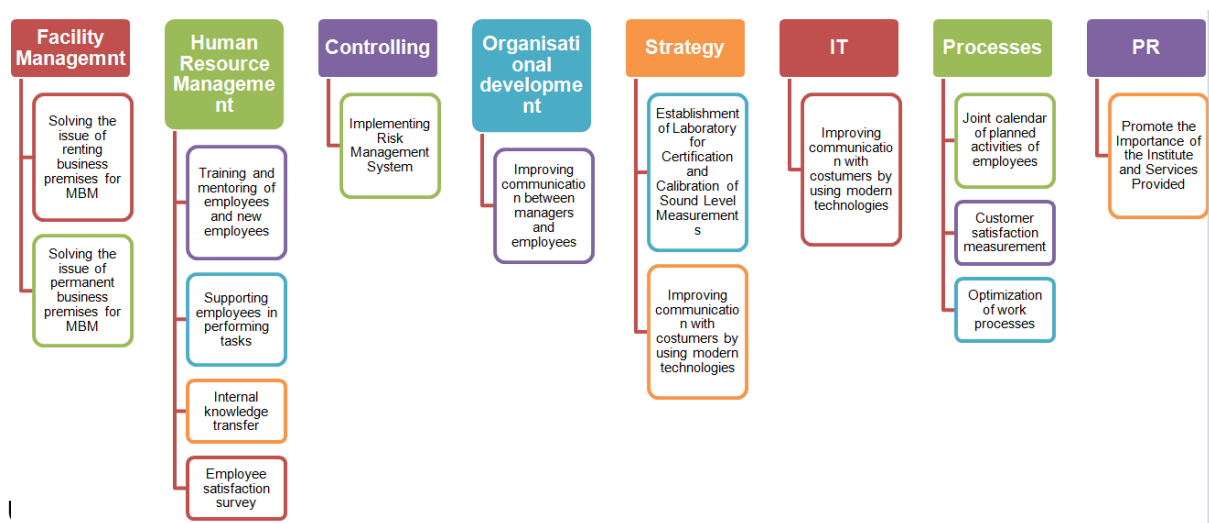 Facility
Managemnt
Solving the
issue of
renting
business
premises for
MBM
Solving the
issue of
permanent
business
premises for
MBM
Human
Resource
Manageme
nt
Training and
mentoring of
employees
and new
employees
Supporting
employees in
performing
tasks
Internal
knowledge
transfer
Employee
satisfaction
survey
Controlling
Implementing
Risk
Management
System
Organisati
onal
developme
nt
Improving
communicatio
n between
managers
and
employees
Strategy
Establishment
of Laboratory
for
Certification
and
Calibration of
Sound Level
Measurement
s
Improving
communicatio
n with
costumers by
using modern
technologies
IT
Improving
communicatio
n with
costumers by
using modern
technologies
Processes
Joint calendar
of planned
activities of
employees
Customer
satisfaction
measurement
Optimization
of work
processes
PR
Promote the
Importance of
the Institute
and Services
Provided